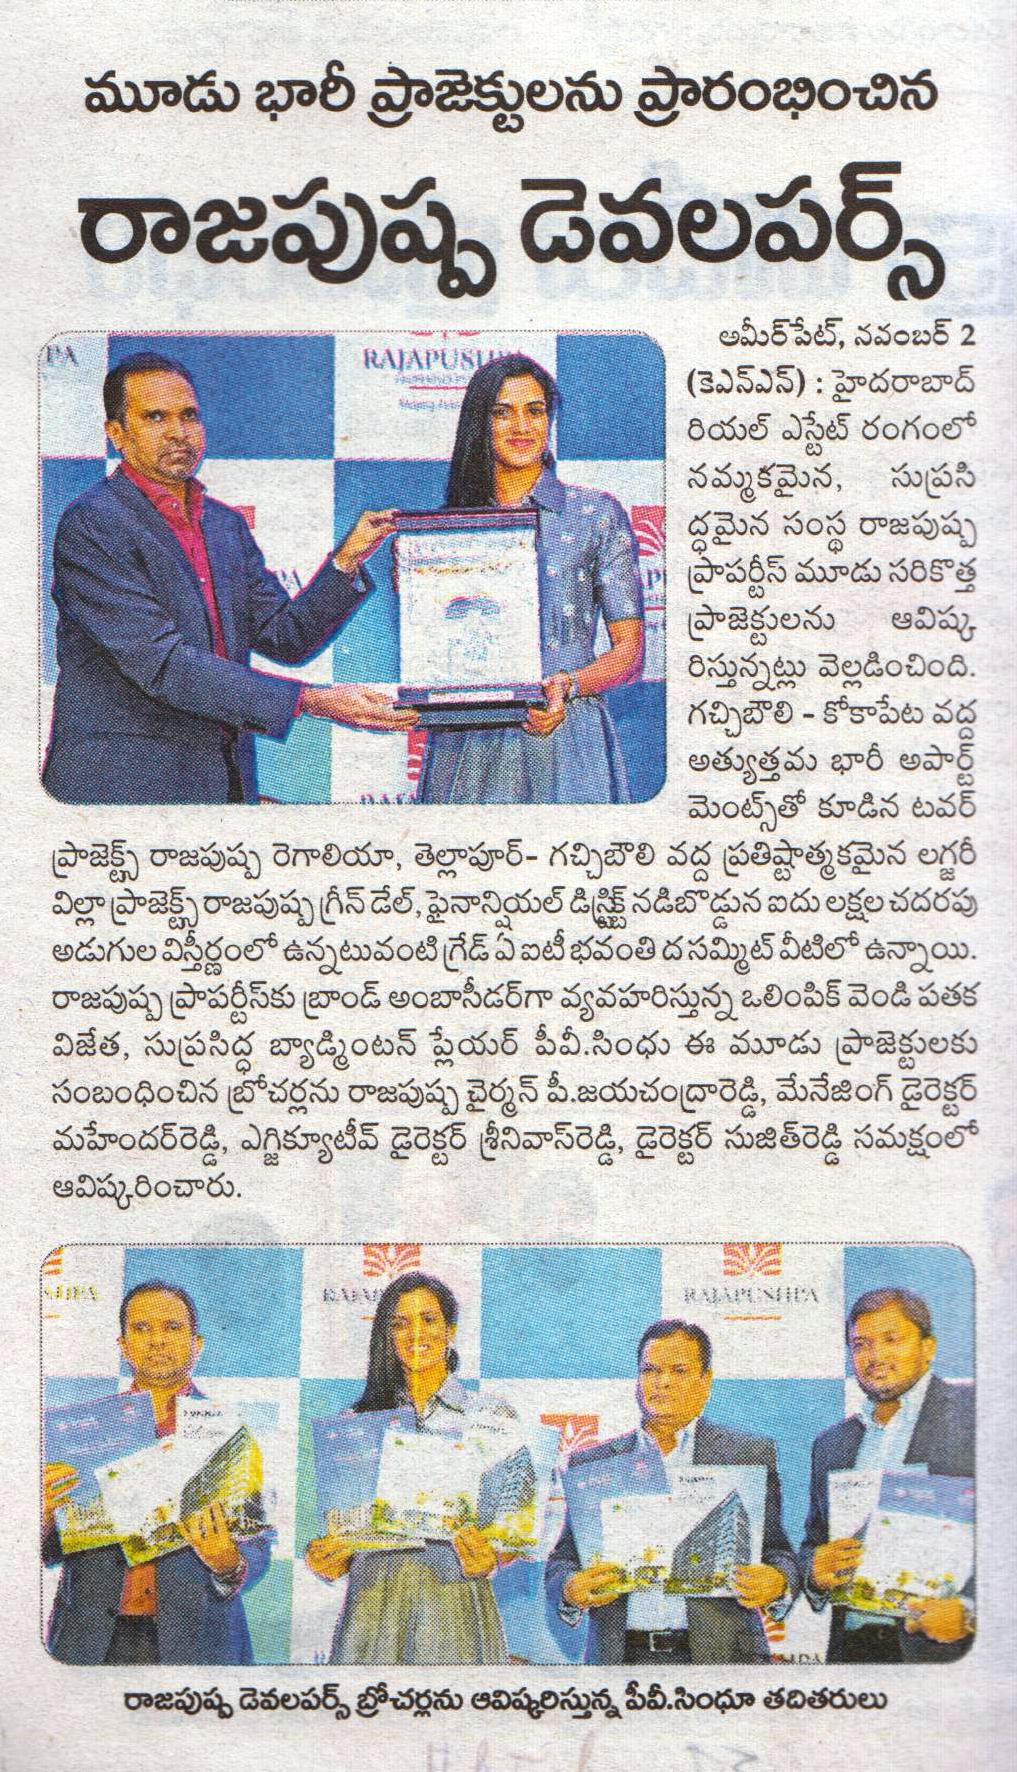 మూడు భారీ ప్రాజెక్టులను ప్రారంభించిన
రాజపుష్ప డెవలపర్స్
PA
RAJAPUSHPA
అమీర్‌పేట్, నవంబర్ 2
(కెఎన్ఎన్) : హైదరాబాద్
రియల్ ఎస్టేట్ రంగంలో
నమ్మకమైన, సుప్రసి
ద్ధమైన సంస్థ రాజపుష్ప
ప్రాపర్టీస్ మూడు సరికొత్త
ప్రాజెక్టులను ఆవిష్క
రిస్తున్నట్లు వెల్లడించింది.
గచ్చిబౌలి - కోకాపేట వద్ద
అత్యుత్తమ భారీ అపార్ట్
మెంట్స్‌తో కూడిన టవర్
ప్రాజెక్ట్స్ రాజపుష్ప రెగాలియా, తెల్లాపూర్- గచ్చిబౌలి వద్ద ప్రతిష్టాత్మకమైన లగ్జరీ
విల్లా ప్రాజెక్ట్స్ రాజపుష్ప గ్రీన్ డేల్, ఫైనాన్షియల్ డిస్ట్రిక్ట్ నడిబొడ్డున ఐదు లక్షల చదరపు
అడుగుల విస్తీర్ణంలో ఉన్నటువంటి గ్రేడ్ ఏ ఐటీ భవంతి ద సమ్మిట్ వీటిలో ఉన్నాయి.
రాజపుష్ప ప్రాపర్టీస్‌కు బ్రాండ్ అంబాసీడర్‌గా వ్యవహరిస్తున్న ఒలింపిక్ వెండి పతక
విజేత, సుప్రసిద్ధ బ్యాడ్మింటన్ ప్లేయర్ పీవీ.సింధు ఈ మూడు ప్రాజెక్టులకు
సంబంధించిన బ్రోచర్లను రాజపుష్ప చైర్మన్ పీ.జయచంద్రారెడ్డి, మేనేజింగ్ డైరెక్టర్
మహేందర్‌రెడ్డి, ఎగ్జిక్యూటీవ్ డైరెక్టర్ శ్రీనివాస్‌రెడ్డి, డైరెక్టర్ సుజిత్‌రెడ్డి సమక్షంలో
ఆవిష్కరించారు.
RAJAPUSHPA
రాజపుష్ప డెవలపర్స్ బ్రోచర్లను ఆవిష్కరిస్తున్న పీవీ.సింధూ తదితరులు